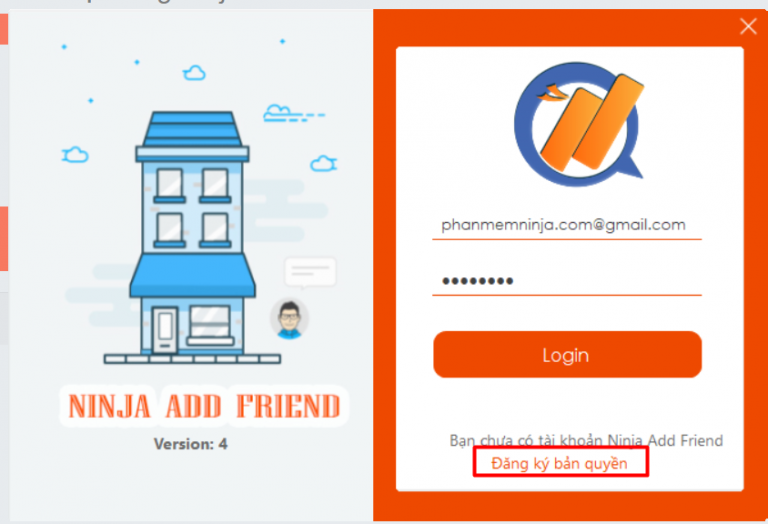 NINJA ADD FRIEND
Version: 4
phanmemninja.com@gmail.com
Login
Bạn chưa có tài khoản Ninja Add Friend
Đăng ký bản quyền